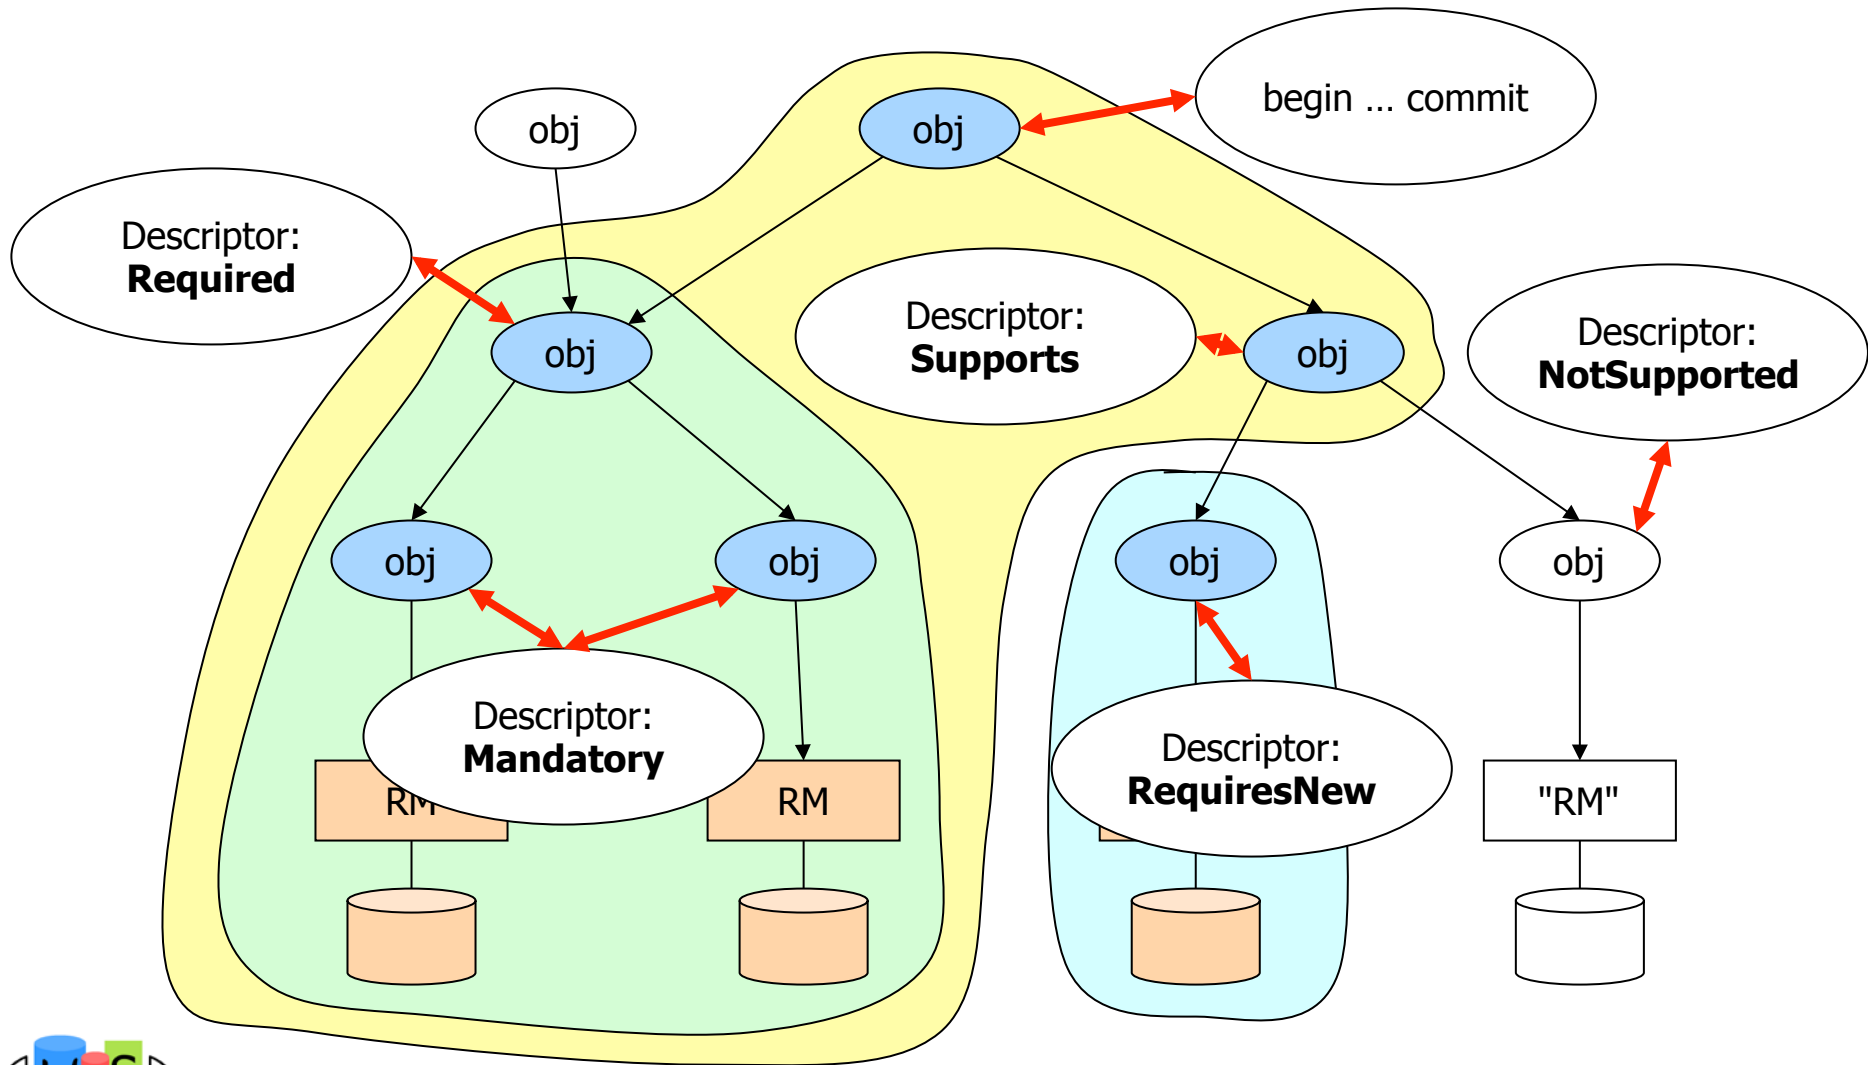 begin ... commit
obj
obj
Descriptor:
Required
Descriptor:
Supports
Descriptor:
NotSupported
obj
obj
obj
obj
obj
obj
Descriptor:
Mandatory
Descriptor:
RequiresNew
RM
RM
"RM"